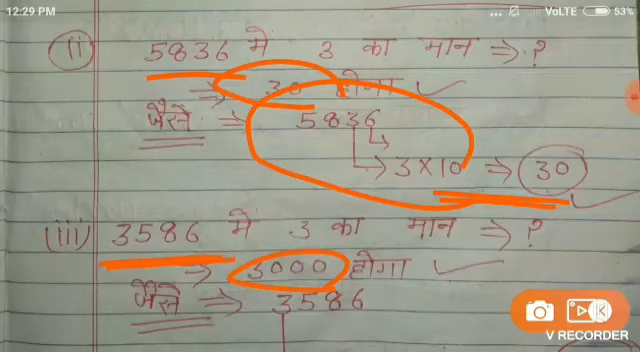 12:29 PM ... VoLTE 53%
(ii) 5836 मे 3 का मान ⇒ ?
⇒ 30 होगा ✓
जैसे ⇒ 5836
→ 3×10 ⇒ 30 ✓
(iii) 3586 मे 3 का मान ⇒ ?
→ 3000 होगा ✓
जैसे ⇒ 3586
V RECORDER